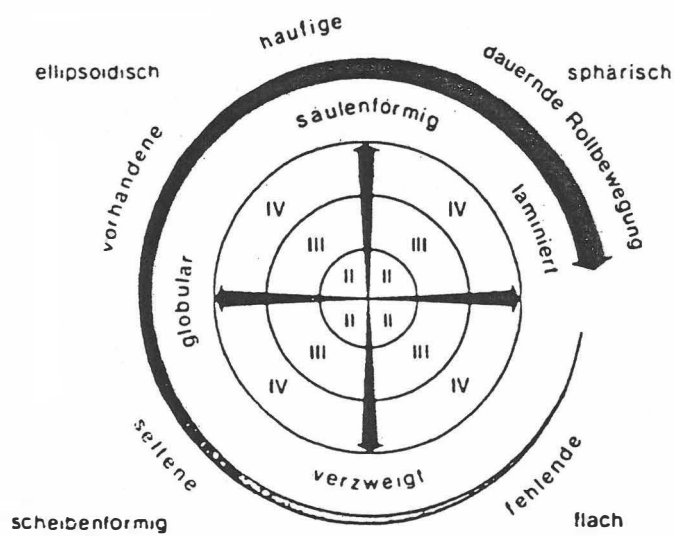 haufige
ellipsoidisch
dauernde Rollbewegung
sphärisch
säulenförmig
vorhandene
laminiert
IV
IV
III
III
II
II
globular
II
II
III
III
IV
IV
seltene
verzweigt
fehlende
scheibenförmig
flach